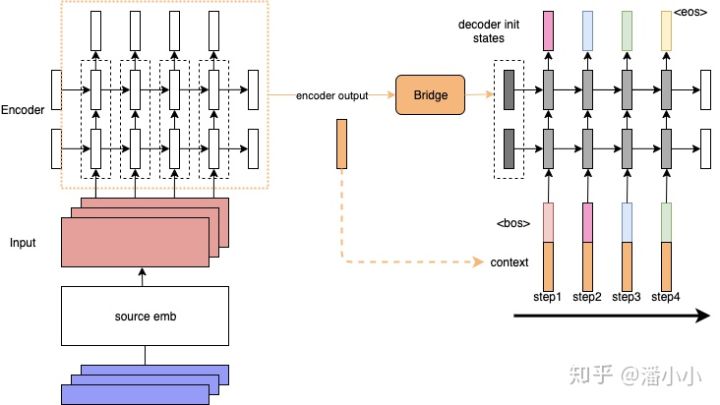 decoder init
states
<eos>
Encoder
encoder output
Bridge
<bos>
Input
context
step1 step2 step3 step4
source emb
知乎 @潘小小